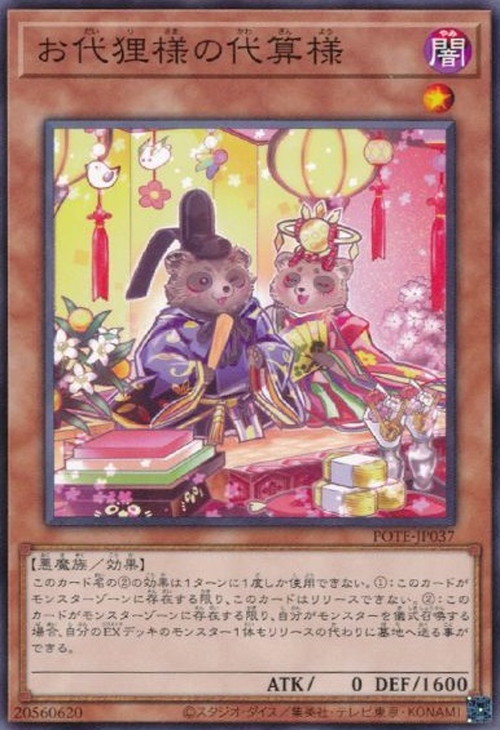 お代狸様の代算様
闇
POTE-JP037
【悪魔族/効果】
このカード名の②の効果は1ターンに1度しか使用できない。①:このカードが
モンスターゾーンに存在する限り、このカードはリリースできない。②:この
カードがモンスターゾーンに存在する限り、自分がモンスターを儀式召喚する
場合、自分のEXデッキのモンスター1体もリリースの代わりに墓地へ送る事が
できる。
ATK/ 0 DEF/1600
20560620 ©スタジオ・ダイス/集英社・テレビ東京・KONAMI